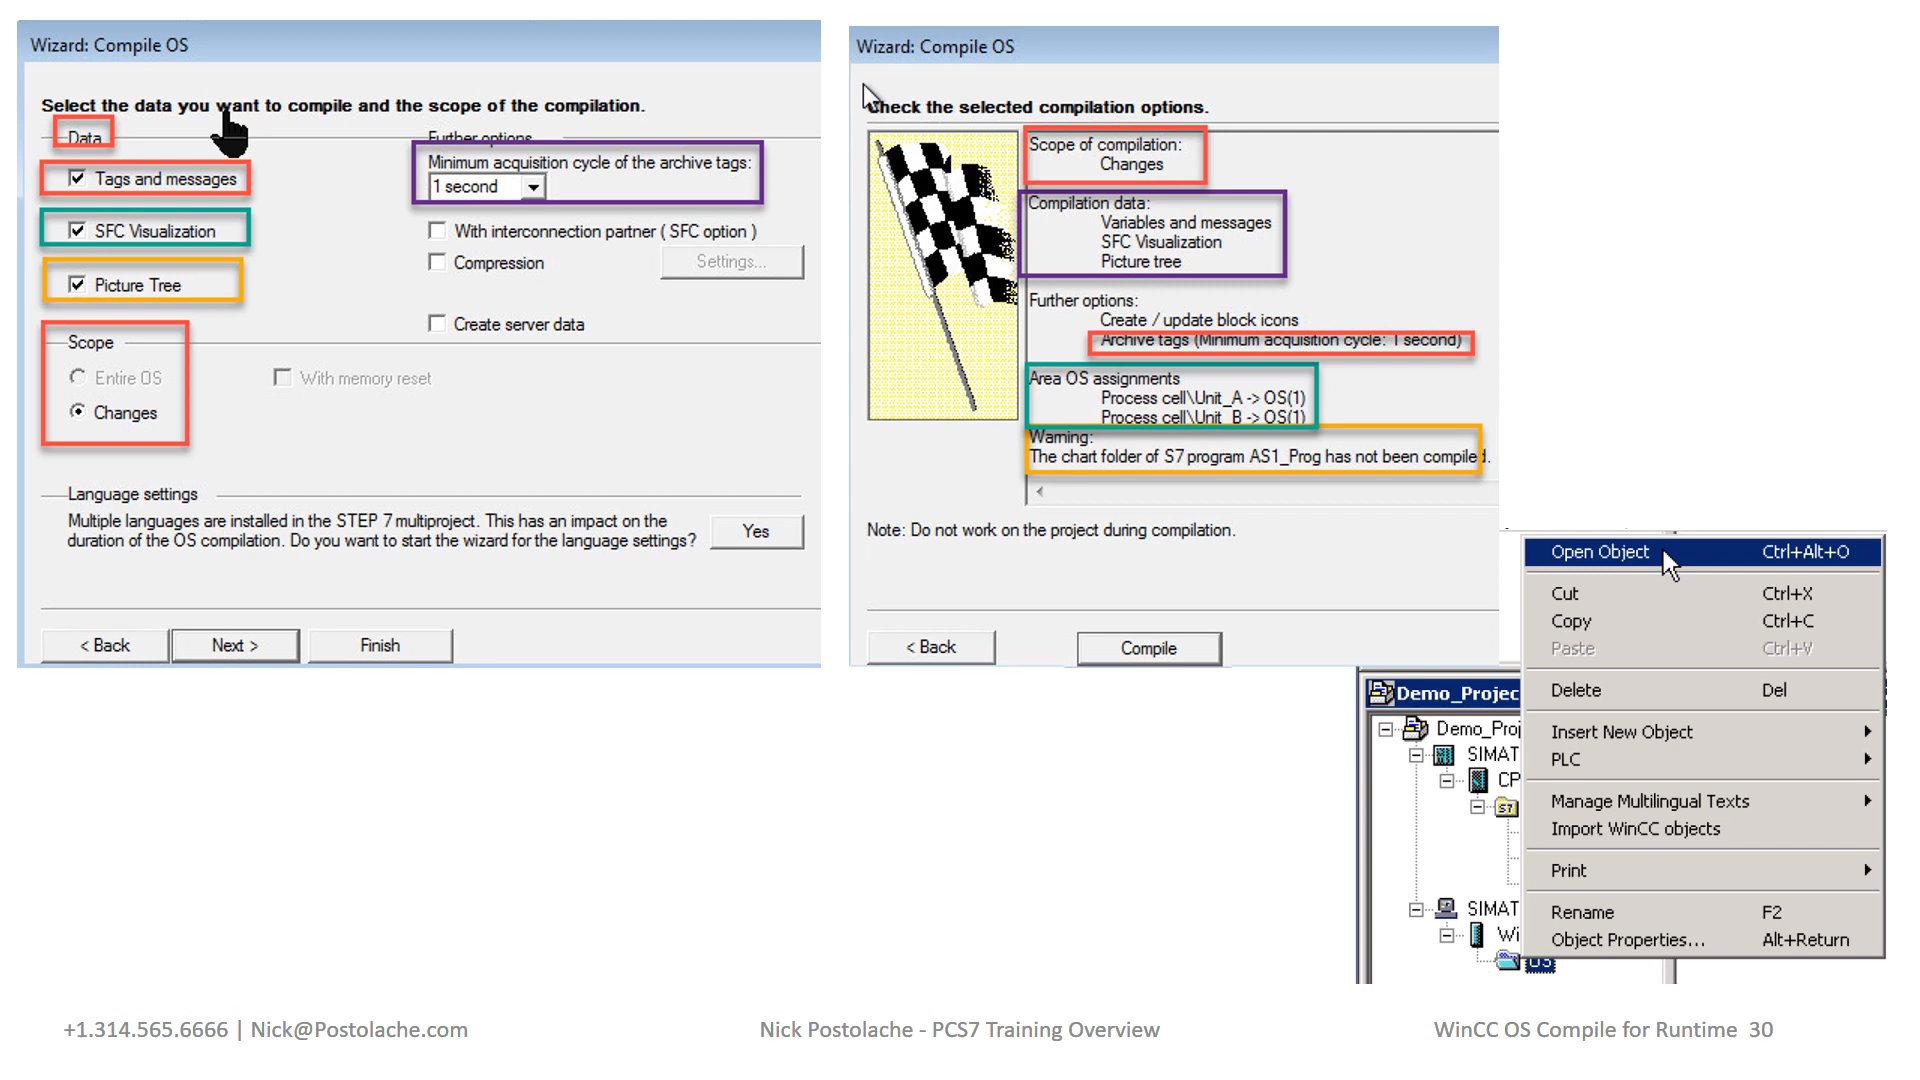 Wizard: Compile OS
Select the data you want to compile and the scope of the compilation.
Data
Further options
Tags and messages
Minimum acquisition cycle of the archive tags:
1 second
SFC Visualization
With interconnection partner ( SFC option )
Compression
Settings...
Picture Tree
Create server data
Scope
Entire OS
With memory reset
Changes
Language settings
Multiple languages are installed in the STEP 7 multiproject. This has an impact on the
duration of the OS compilation. Do you want to start the wizard for the language settings?
Yes
< Back
Next >
Finish
Wizard: Compile OS
Check the selected compilation options.
Scope of compilation:
Changes
Compilation data:
Variables and messages
SFC Visualization
Picture tree
Further options:
Create / update block icons
Archive tags (Minimum acquisition cycle: 1 second)
Area OS assignments
Process cell\Unit_A -> OS(1)
Process cell\Unit_B -> OS(1)
Warning:
The chart folder of S7 program AS1_Prog has not been compiled.
Note: Do not work on the project during compilation.
< Back
Compile
Open Object Ctrl+Alt+O
Cut Ctrl+X
Copy Ctrl+C
Paste Ctrl+V
Delete Del
Insert New Object
PLC
Manage Multilingual Texts
Import WinCC objects
Print
Rename F2
Object Properties... Alt+Return
Demo_Projec
Demo_Proj
SIMAT
CP
S7
SIMAT
Wi
OS
+1.314.565.6666 | Nick@Postolache.com
Nick Postolache - PCS7 Training Overview
WinCC OS Compile for Runtime 30